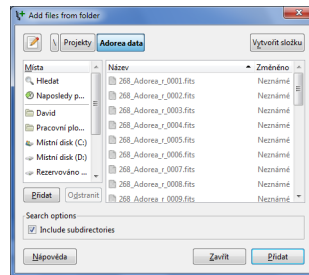 Add files from folder
\ Projekty Adorea data Vytvořit složku
Místa
Hledat
Naposledy p...
David
Pracovní plo...
Místní disk (C:)
Místní disk (D:)
Rezervováno ...
Přidat Odstranit
Název Změněno
268_Adorea_r_0001.fits Neznámé
268_Adorea_r_0002.fits Neznámé
268_Adorea_r_0003.fits Neznámé
268_Adorea_r_0004.fits Neznámé
268_Adorea_r_0005.fits Neznámé
268_Adorea_r_0006.fits Neznámé
268_Adorea_r_0007.fits Neznámé
268_Adorea_r_0008.fits Neznámé
268_Adorea_r_0009.fits Neznámé
Search options
Include subdirectories
Nápověda Zavřít Přidat